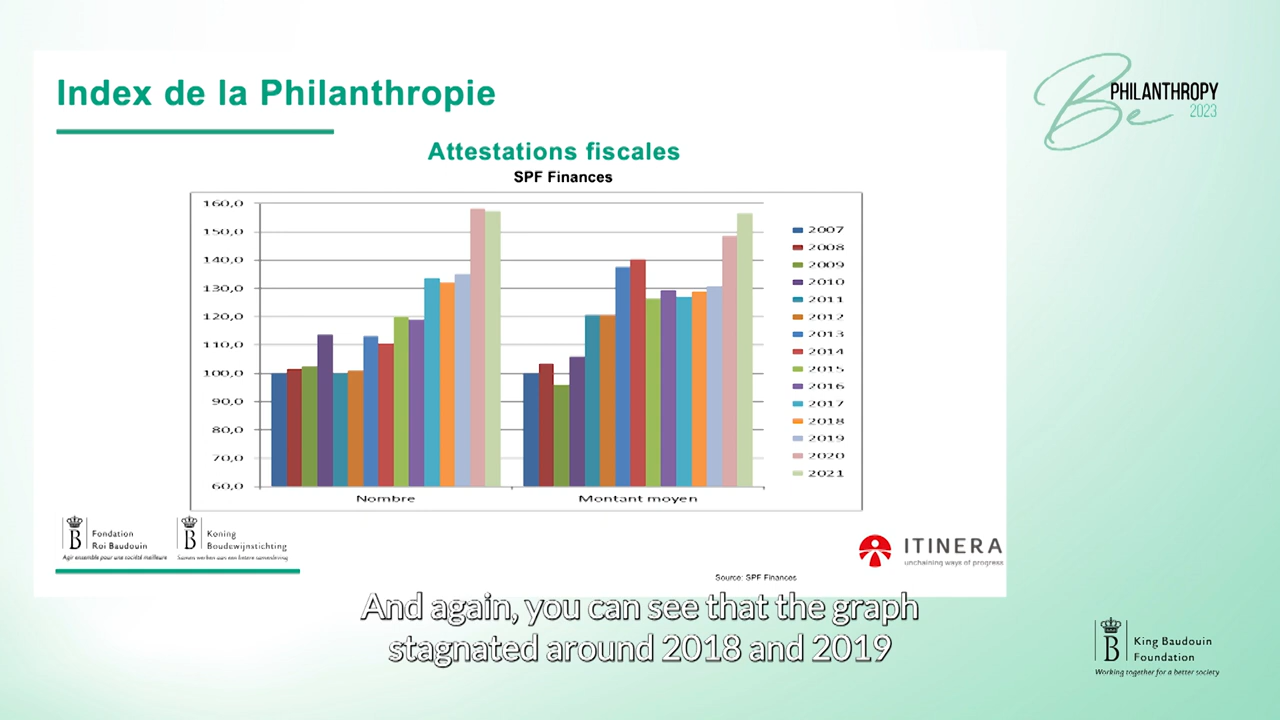 Index de la Philanthropie
Be PHILANTHROPY
2023
Attestations fiscales
SPF Finances
160,0
150,0
140,0
130,0
120,0
110,0
100,0
90,0
80,0
70,0
60,0
Nombre
Montant moyen
2007
2008
2009
2010
2011
2012
2013
2014
2015
2016
2017
2018
2019
2020
2021
Fondation
Roi Baudouin
Agir ensemble pour une société meilleure
Koning
Boudewijnstichting
Samen werken aan een betere samenleving
ITINERA
unchaining ways of progress
Source: SPF Finances
And again, you can see that the graph
stagnated around 2018 and 2019
King Baudouin
Foundation
Working together for a better society